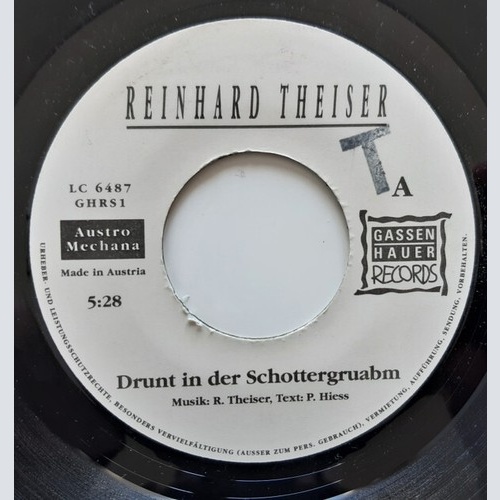 REINHARD THEISER
T
A
LC 6487
GHRS1
Austro
Mechana
Made in Austria
5:28
GASSEN
HAUER
RECORDS
Drunt in der Schottergruabm
Musik: R. Theiser, Text: P. Hiess
URHEBER- UND LEISTUNGSSCHUTZRECHTE, BESONDERS VERVIELFÄLTIGUNG (AUSSER ZUM PERS. GEBRAUCH), VERMIETUNG, AUFFÜHRUNG, SENDUNG, VORBEHALTEN.